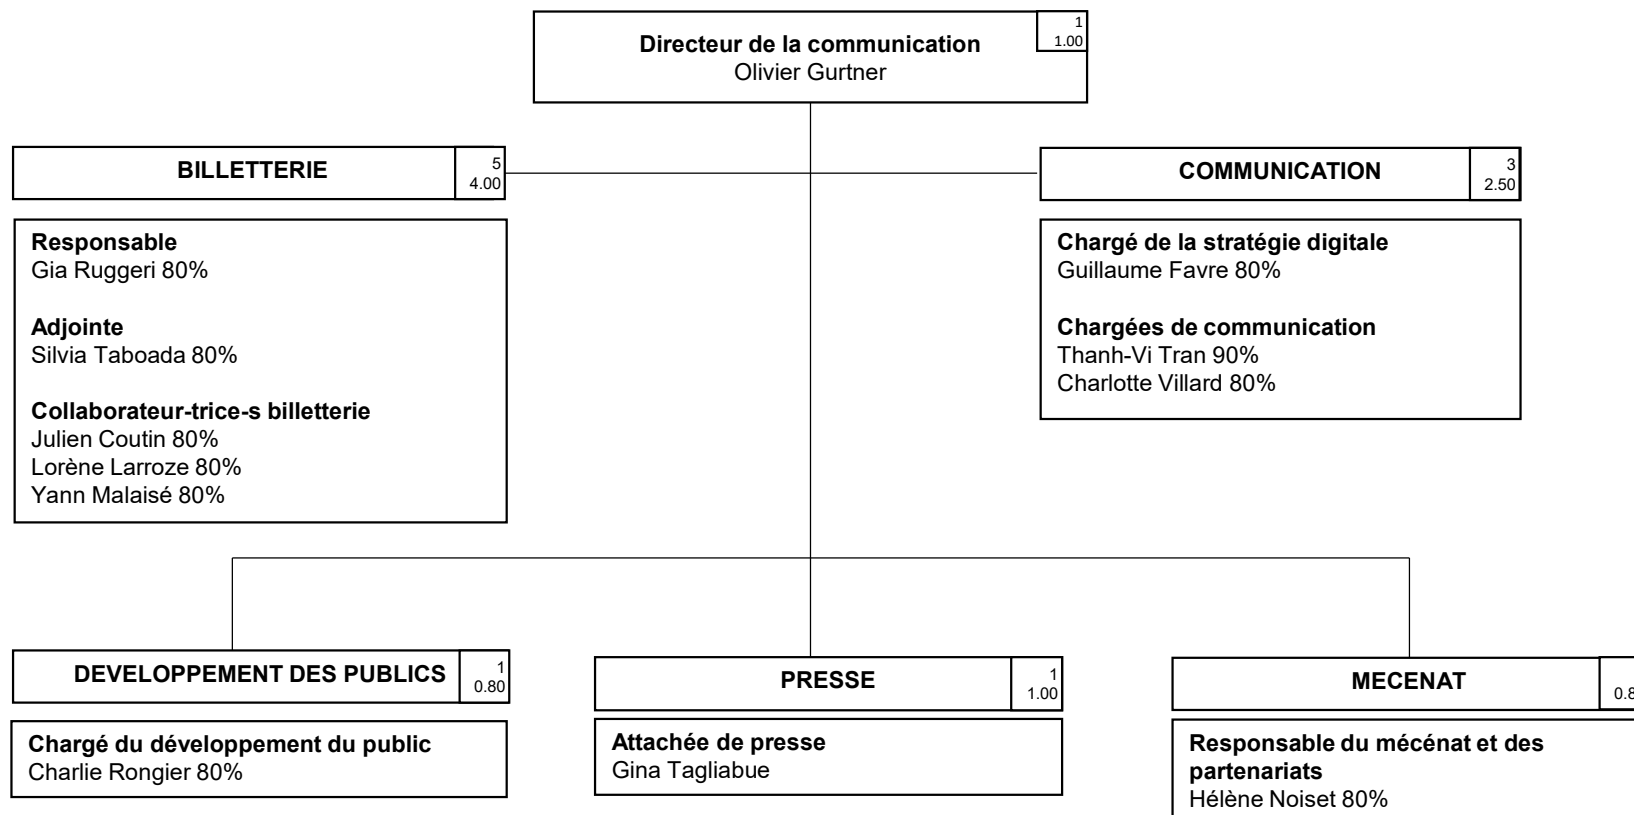 Directeur de la communication
Olivier Gurtner
1
1.00
BILLETTERIE
5
4.00
COMMUNICATION
3
2.50
Responsable
Gia Ruggeri 80%
Adjointe
Silvia Taboada 80%
Collaborateur-trice-s billetterie
Julien Coutin 80%
Lorène Larroze 80%
Yann Malaisé 80%
Chargé de la stratégie digitale
Guillaume Favre 80%
Chargées de communication
Thanh-Vi Tran 90%
Charlotte Villard 80%
DEVELOPPEMENT DES PUBLICS
1
0.80
Chargé du développement du public
Charlie Rongier 80%
PRESSE
1
1.00
Attachée de presse
Gina Tagliabue
MECENAT
Responsable du mécénat et des
partenariats
Hélène Noiset 80%